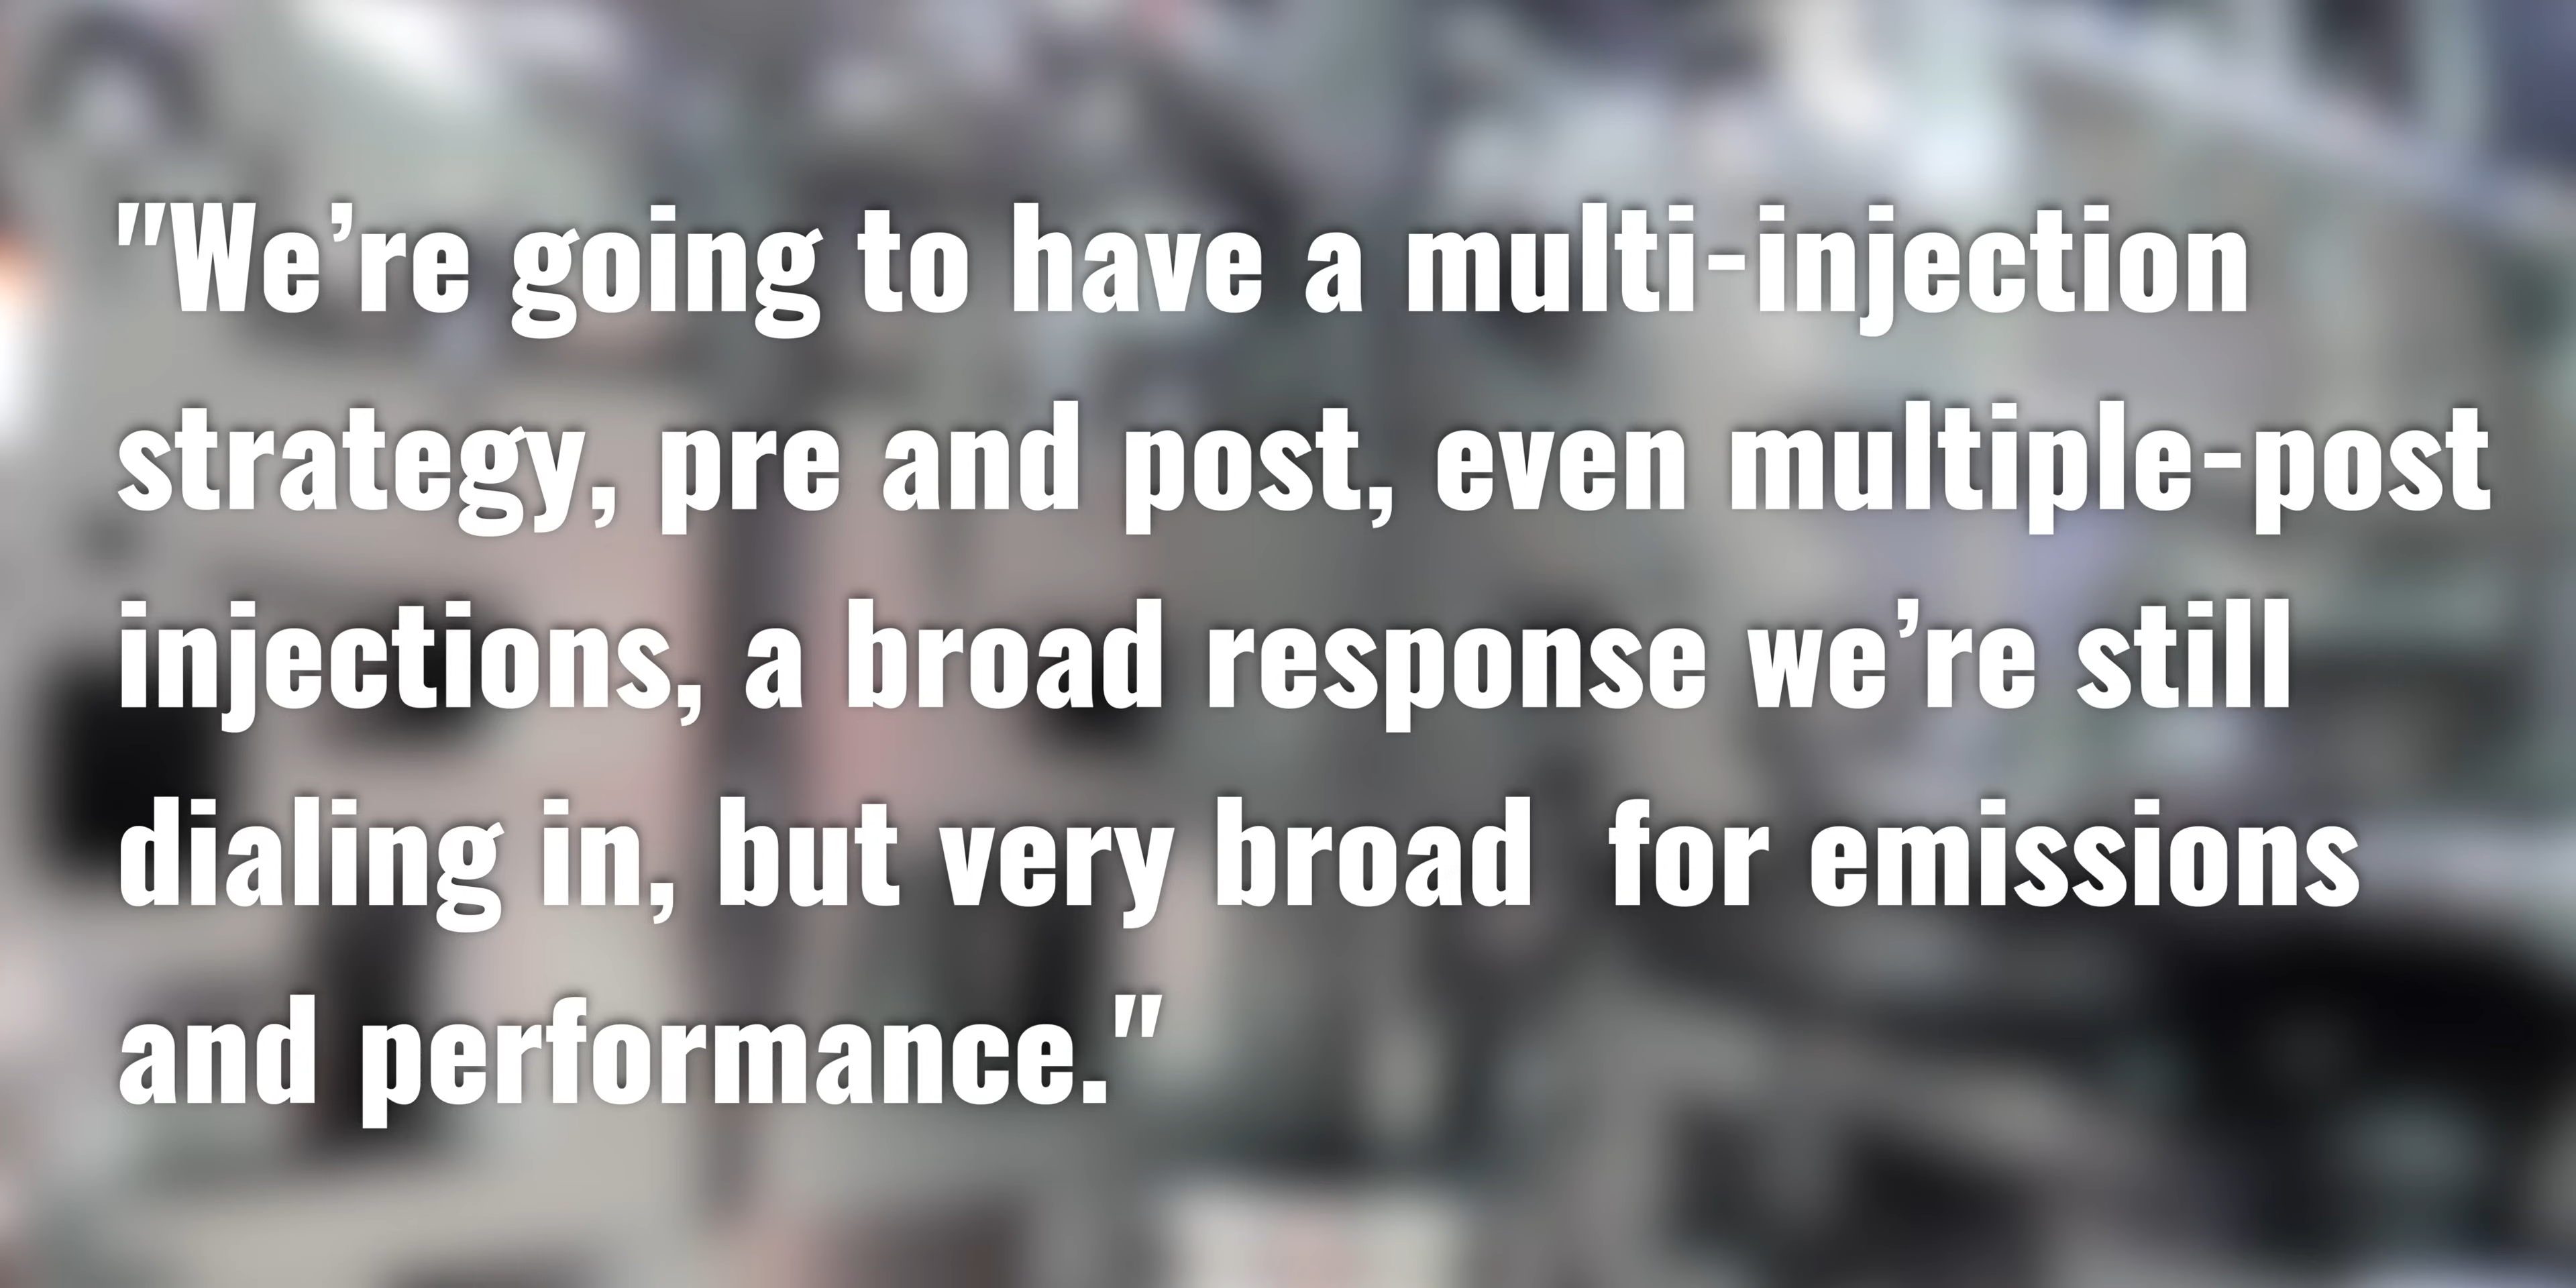 "We’re going to have a multi-injection
strategy, pre and post, even multiple-post
injections, a broad response we’re still
dialing in, but very broad  for emissions
and performance."